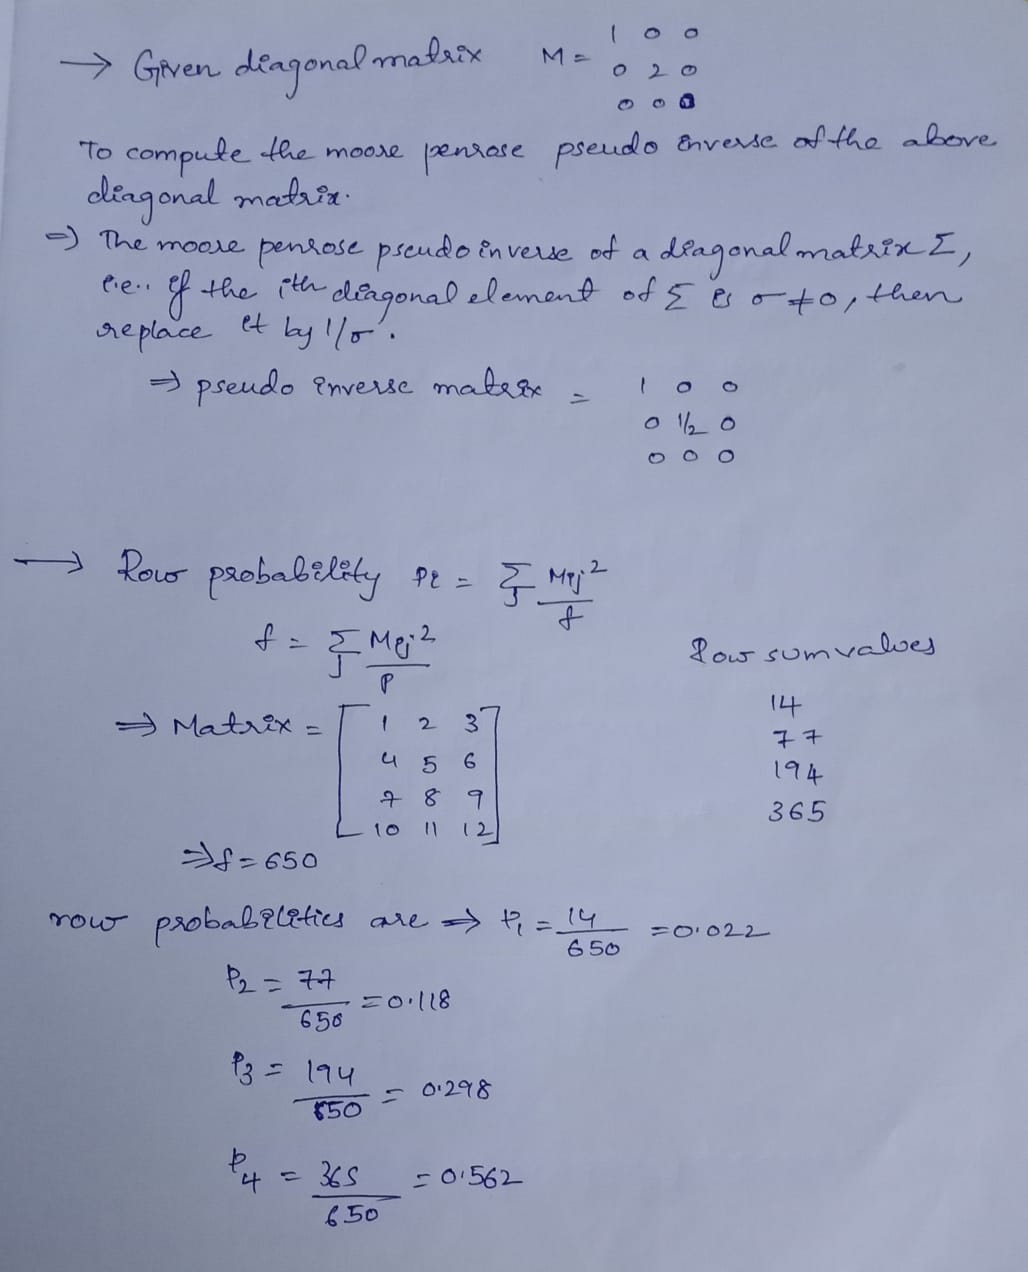 → Given diagonal matrix M = 1 0 0
0 2 0
0 0 0
To compute the moore penrose pseudo inverse of the above
diagonal matrix.
⇒ The moore penrose pseudo inverse of a diagonal matrix Σ,
i.e., if the ith diagonal element of Σ is σ≠0, then
replace it by 1/σ.
⇒ pseudo inverse matrix = 1 0 0
0 1/2 0
0 0 0
→ Row probability Pi = Σj Mij²/f
f = Σj Mij²/P
Row sum values
⇒ Matrix = [ 1 2 3 14
4 5 6 77
7 8 9 194
10 11 12 ] 365
⇒ f = 650
row probabilities are ⇒ P1 = 14/650 = 0.022
P2 = 77/650 = 0.118
P3 = 194/650 = 0.298
P4 = 365/650 = 0.562